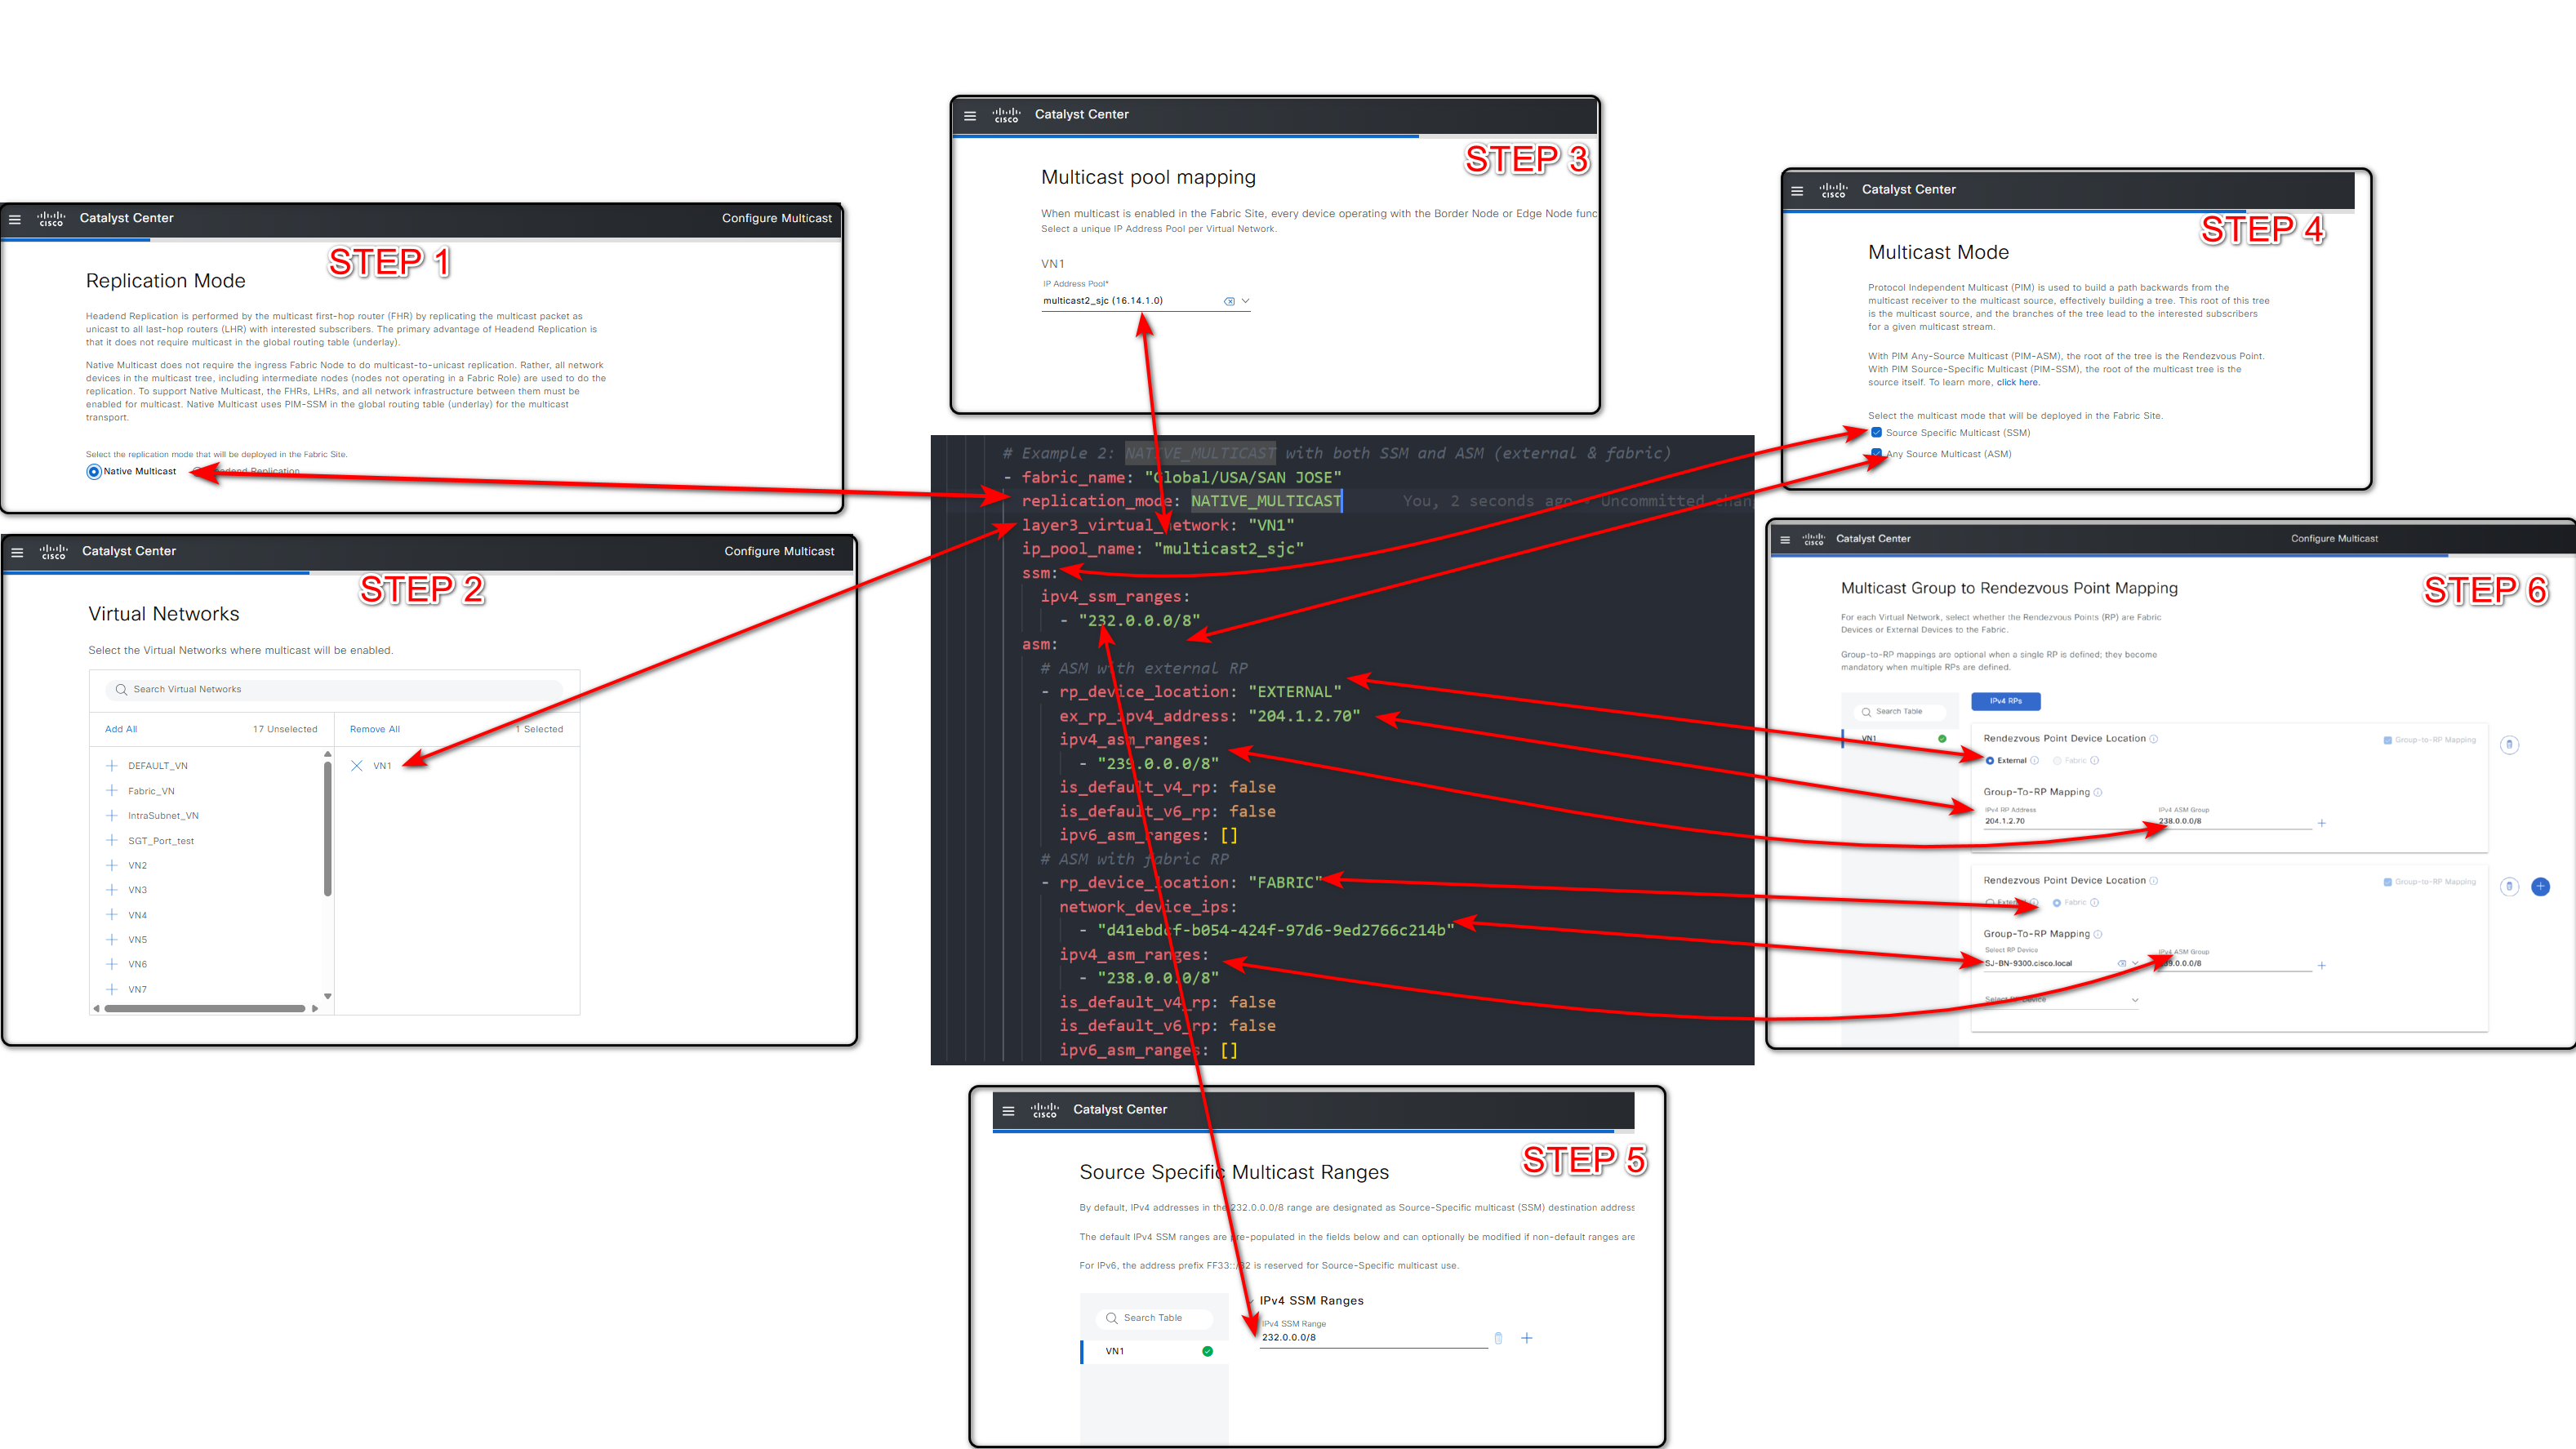 Catalyst Center
Configure Multicast
STEP 1
Replication Mode
Headend Replication is performed by the multicast first-hop router (FHR) by replicating the multicast packet as
unicast to all last-hop routers (LHR) with interested subscribers. The primary advantage of Headend Replication is
that it does not require multicast in the global routing table (underlay).
Native Multicast does not require the ingress Fabric Node to do multicast-to-unicast replication. Rather, all network
devices in the multicast tree, including intermediate nodes (nodes not operating in a Fabric Role) are used to do the
replication. To support Native Multicast, the FHRs, LHRs, and all network infrastructure between them must be
enabled for multicast. Native Multicast uses PIM-SSM in the global routing table (underlay) for the multicast
transport.
Select the replication mode that will be deployed in the Fabric Site.
Native Multicast
Replication
Catalyst Center
Configure Multicast
STEP 2
Virtual Networks
Select the Virtual Networks where multicast will be enabled.
Search Virtual Networks
Add All
17 Unselected
Remove All
1 Selected
DEFAULT_VN
Fabric_VN
IntraSubnet_VN
SGT_Port_test
VN2
VN3
VN4
VN5
VN6
VN7
VN1
Catalyst Center
STEP 3
Multicast pool mapping
When multicast is enabled in the Fabric Site, every device operating with the Border Node or Edge Node func
Select a unique IP Address Pool per Virtual Network.
VN1
IP Address Pool*
multicast2_sjc (16.14.1.0)
# Example 2: NATIVE_MULTICAST with both SSM and ASM (external & fabric)
- fabric_name: "Global/USA/SAN JOSE"
replication_mode: NATIVE_MULTICAST You, 2 seconds ago • Uncommitted chan
layer3_virtual_network: "VN1"
ip_pool_name: "multicast2_sjc"
ssm:
ipv4_ssm_ranges:
- "232.0.0.0/8"
asm:
# ASM with external RP
- rp_device_location: "EXTERNAL"
ex_rp_ipv4_address: "204.1.2.70"
ipv4_asm_ranges:
- "239.0.0.0/8"
is_default_v4_rp: false
is_default_v6_rp: false
ipv6_asm_ranges: []
# ASM with fabric RP
- rp_device_location: "FABRIC"
network_device_ips:
- "d41ebdcf-b054-424f-97d6-9ed2766c214b"
ipv4_asm_ranges:
- "238.0.0.0/8"
is_default_v4_rp: false
is_default_v6_rp: false
ipv6_asm_ranges: []
Catalyst Center
STEP 4
Multicast Mode
Protocol Independent Multicast (PIM) is used to build a path backwards from the
multicast receiver to the multicast source, effectively building a tree. This root of this tree
is the multicast source, and the branches of the tree lead to the interested subscribers
for a given multicast stream.
With PIM Any-Source Multicast (PIM-ASM), the root of the tree is the Rendezvous Point.
With PIM Source-Specific Multicast (PIM-SSM), the root of the multicast tree is the
source itself. To learn more, click here.
Select the multicast mode that will be deployed in the Fabric Site.
Source Specific Multicast (SSM)
Any Source Multicast (ASM)
Catalyst Center
STEP 5
Source Specific Multicast Ranges
By default, IPv4 addresses in the 232.0.0.0/8 range are designated as Source-Specific multicast (SSM) destination address
The default IPv4 SSM ranges are pre-populated in the fields below and can optionally be modified if non-default ranges are
For IPv6, the address prefix FF33::/32 is reserved for Source-Specific multicast use.
Search Table
VN1
IPv4 SSM Ranges
IPv4 SSM Range
232.0.0.0/8
Catalyst Center
Configure Multicast
STEP 6
Multicast Group to Rendezvous Point Mapping
For each Virtual Network, select whether the Rendezvous Points (RP) are Fabric
Devices or External Devices to the Fabric.
Group-to-RP mappings are optional when a single RP is defined; they become
mandatory when multiple RPs are defined.
Search Table
VN1
IPv4 RPs
Rendezvous Point Device Location
Group-to-RP Mapping
External
Fabric
Group-To-RP Mapping
IPv4 RP Address
204.1.2.70
IPv4 ASM Group
238.0.0.0/8
Rendezvous Point Device Location
Group-to-RP Mapping
External
Fabric
Group-To-RP Mapping
Select RP Device
SJ-BN-9300.cisco.local
IPv4 ASM Group
239.0.0.0/8
Select RP Device